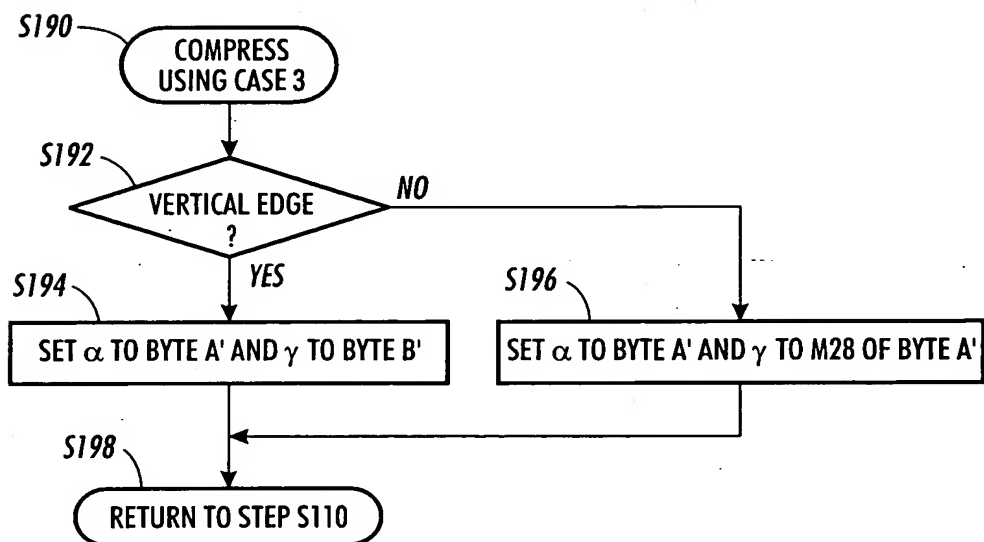 S190
COMPRESS
USING CASE 3
S192
VERTICAL EDGE
?
NO
YES
S194
SET α TO BYTE A' AND γ TO BYTE B'
S196
SET α TO BYTE A' AND γ TO M28 OF BYTE A'
S198
RETURN TO STEP S110